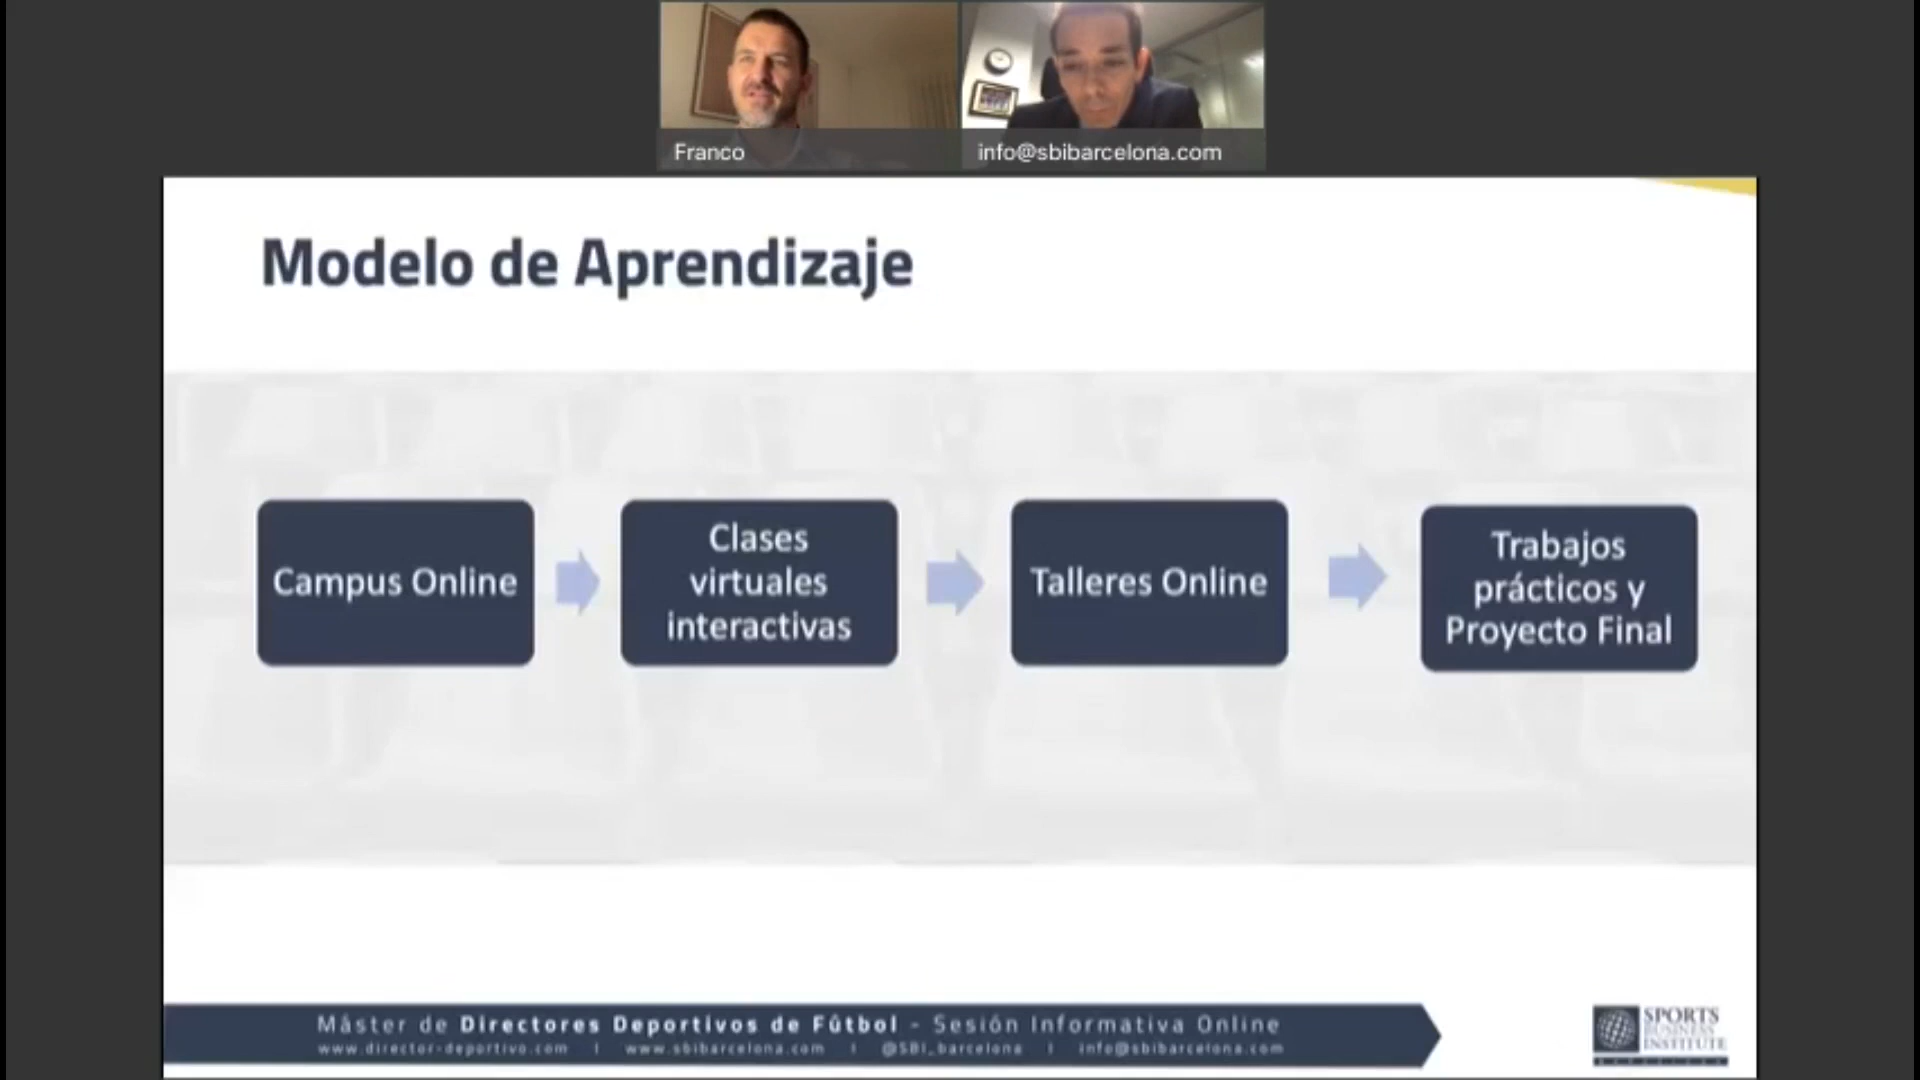 Franco
info@sbibarcelona.com
Modelo de Aprendizaje
Campus Online
Clases
virtuales
interactivas
Talleres Online
Trabajos
prácticos y
Proyecto Final
Máster de Directores Deportivos de Fútbol - Sesión Informativa Online
www.director-deportivo.com | www.sbibarcelona.com | @SBI_barcelona | info@sbibarcelona.com
SPORTS
BUSINESS
INSTITUTE